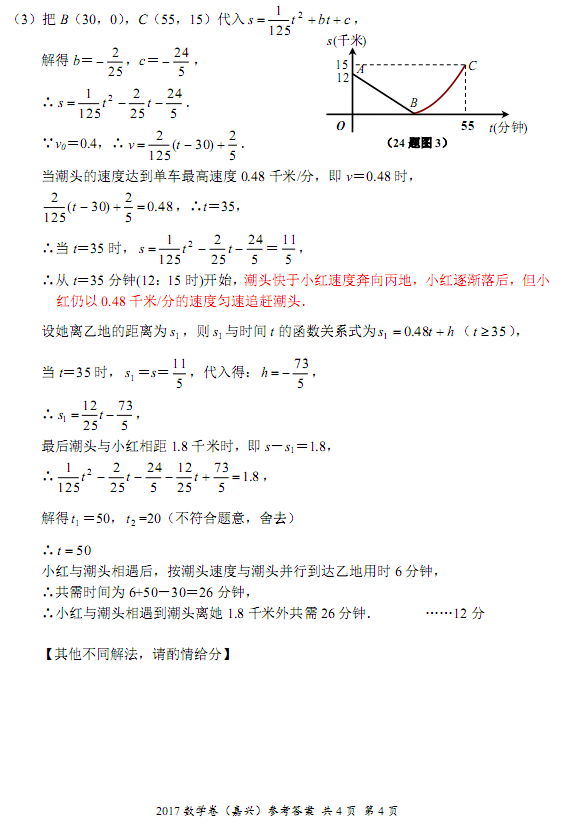 （3）把 B（30，0），C（55，15）代入 s＝1/125 t²＋bt＋c，
解得 b＝－2/25，c＝－24/5，
∴ s＝1/125 t²－2/25 t－24/5．
∵v₀＝0.4，∴ v＝2/125 (t－30)＋2/5．
s(千米)
15
12
A
B
C
O
55
t(分钟)
（24 题图 3）
当潮头的速度达到单车最高速度 0.48 千米/分，即 v＝0.48 时，
2/125 (t－30)＋2/5＝0.48，∴t＝35，
∴当 t＝35 时，s＝1/125 t²－2/25 t－24/5＝11/5，
∴从 t＝35 分钟(12：15 时)开始，潮头快于小红速度奔向丙地，小红逐渐落后，但小
红仍以 0.48 千米/分的速度匀速追赶潮头．
设她离乙地的距离为 s₁，则 s₁ 与时间 t 的函数关系式为 s₁＝0.48t＋h（t≥35），
当 t＝35 时，s₁＝s＝11/5，代入得：h＝－73/5，
∴ s₁＝12/25 t－73/5，
最后潮头与小红相距 1.8 千米时，即 s－s₁＝1.8，
∴ 1/125 t²－2/25 t－24/5－12/25 t＋73/5＝1.8，
解得 t₁＝50，t₂=20（不符合题意，舍去）
∴ t＝50
小红与潮头相遇后，按潮头速度与潮头并行到达乙地用时 6 分钟，
∴共需时间为 6+50－30＝26 分钟，
∴小红与潮头相遇到潮头离她 1.8 千米外共需 26 分钟． ……12 分
【其他不同解法，请酌情给分】
2017 数学卷（嘉兴）参考答案 共 4 页 第 4 页